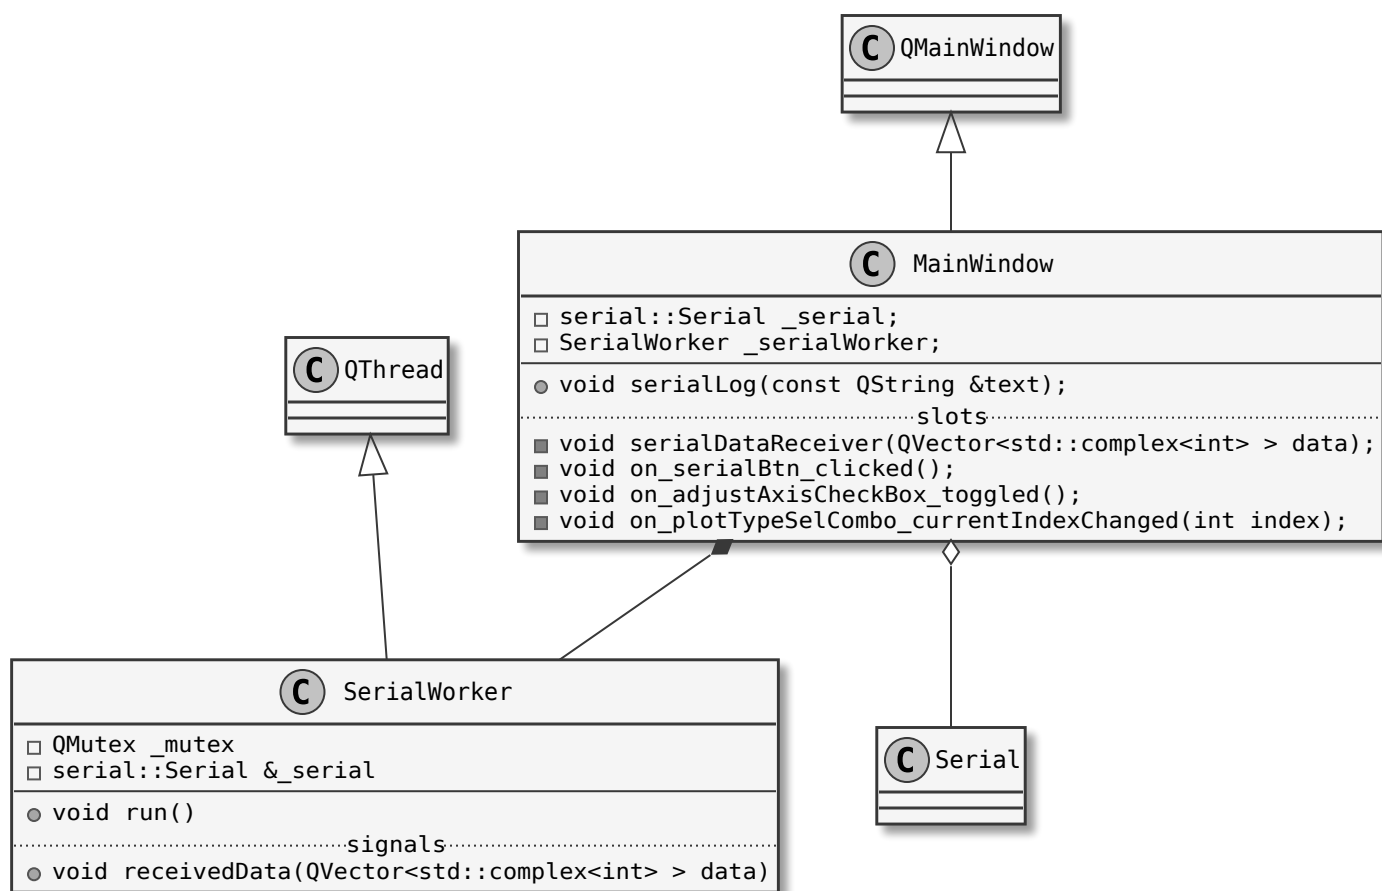 C QMainWindow
C MainWindow
serial::Serial _serial;
SerialWorker _serialWorker;
void serialLog(const QString &text);
slots
void serialDataReceiver(QVector<std::complex<int> > data);
void on_serialBtn_clicked();
void on_adjustAxisCheckBox_toggled();
void on_plotTypeSelCombo_currentIndexChanged(int index);
C QThread
C SerialWorker
QMutex _mutex
serial::Serial &_serial
void run()
signals
void receivedData(QVector<std::complex<int> > data)
C Serial